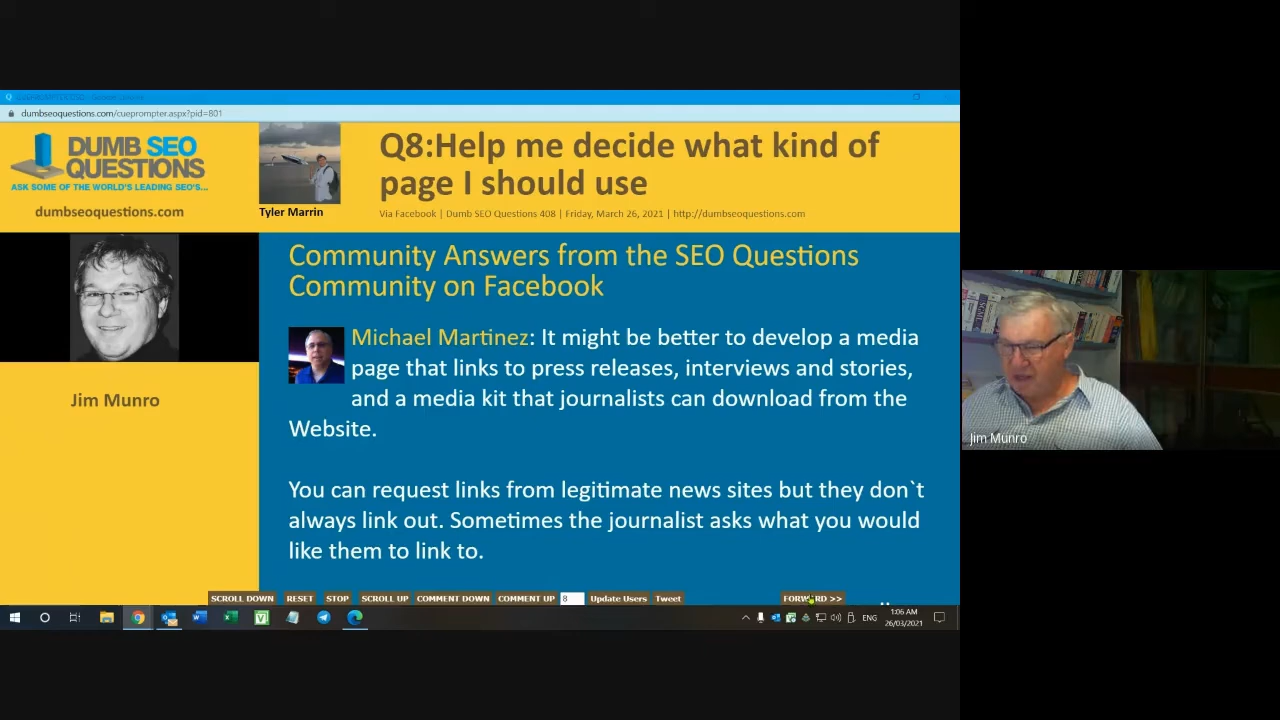 dumbseoquestions.com/cueprompter.aspx?pid=801
DUMB SEO
QUESTIONS
ASK SOME OF THE WORLD'S LEADING SEO'S...
dumbseoquestions.com
Tyler Marrin
Q8:Help me decide what kind of
page I should use
Via Facebook | Dumb SEO Questions 408 | Friday, March 26, 2021 | http://dumbseoquestions.com
Jim Munro
Community Answers from the SEO Questions
Community on Facebook
Michael Martinez: It might be better to develop a media
page that links to press releases, interviews and stories,
and a media kit that journalists can download from the
Website.
You can request links from legitimate news sites but they don`t
always link out. Sometimes the journalist asks what you would
like them to link to.
SCROLL DOWN RESET STOP SCROLL UP COMMENT DOWN COMMENT UP 8 Update Users Tweet FORWARD >>
ENG
1:06 AM
26/03/2021
Jim Munro